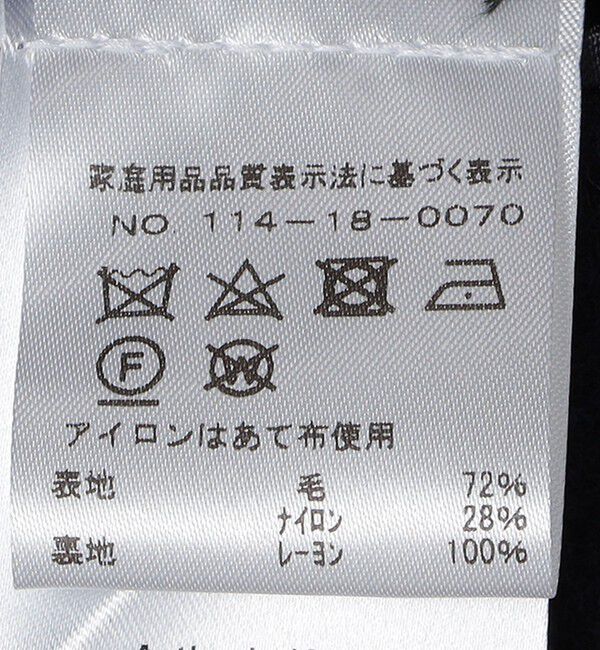 家庭用品品質表示法に基づく表示
NO. 114-18-0070
F W
アイロンはあて布使用
表地 毛 72%
ナイロン 28%
裏地 レーヨン 100%